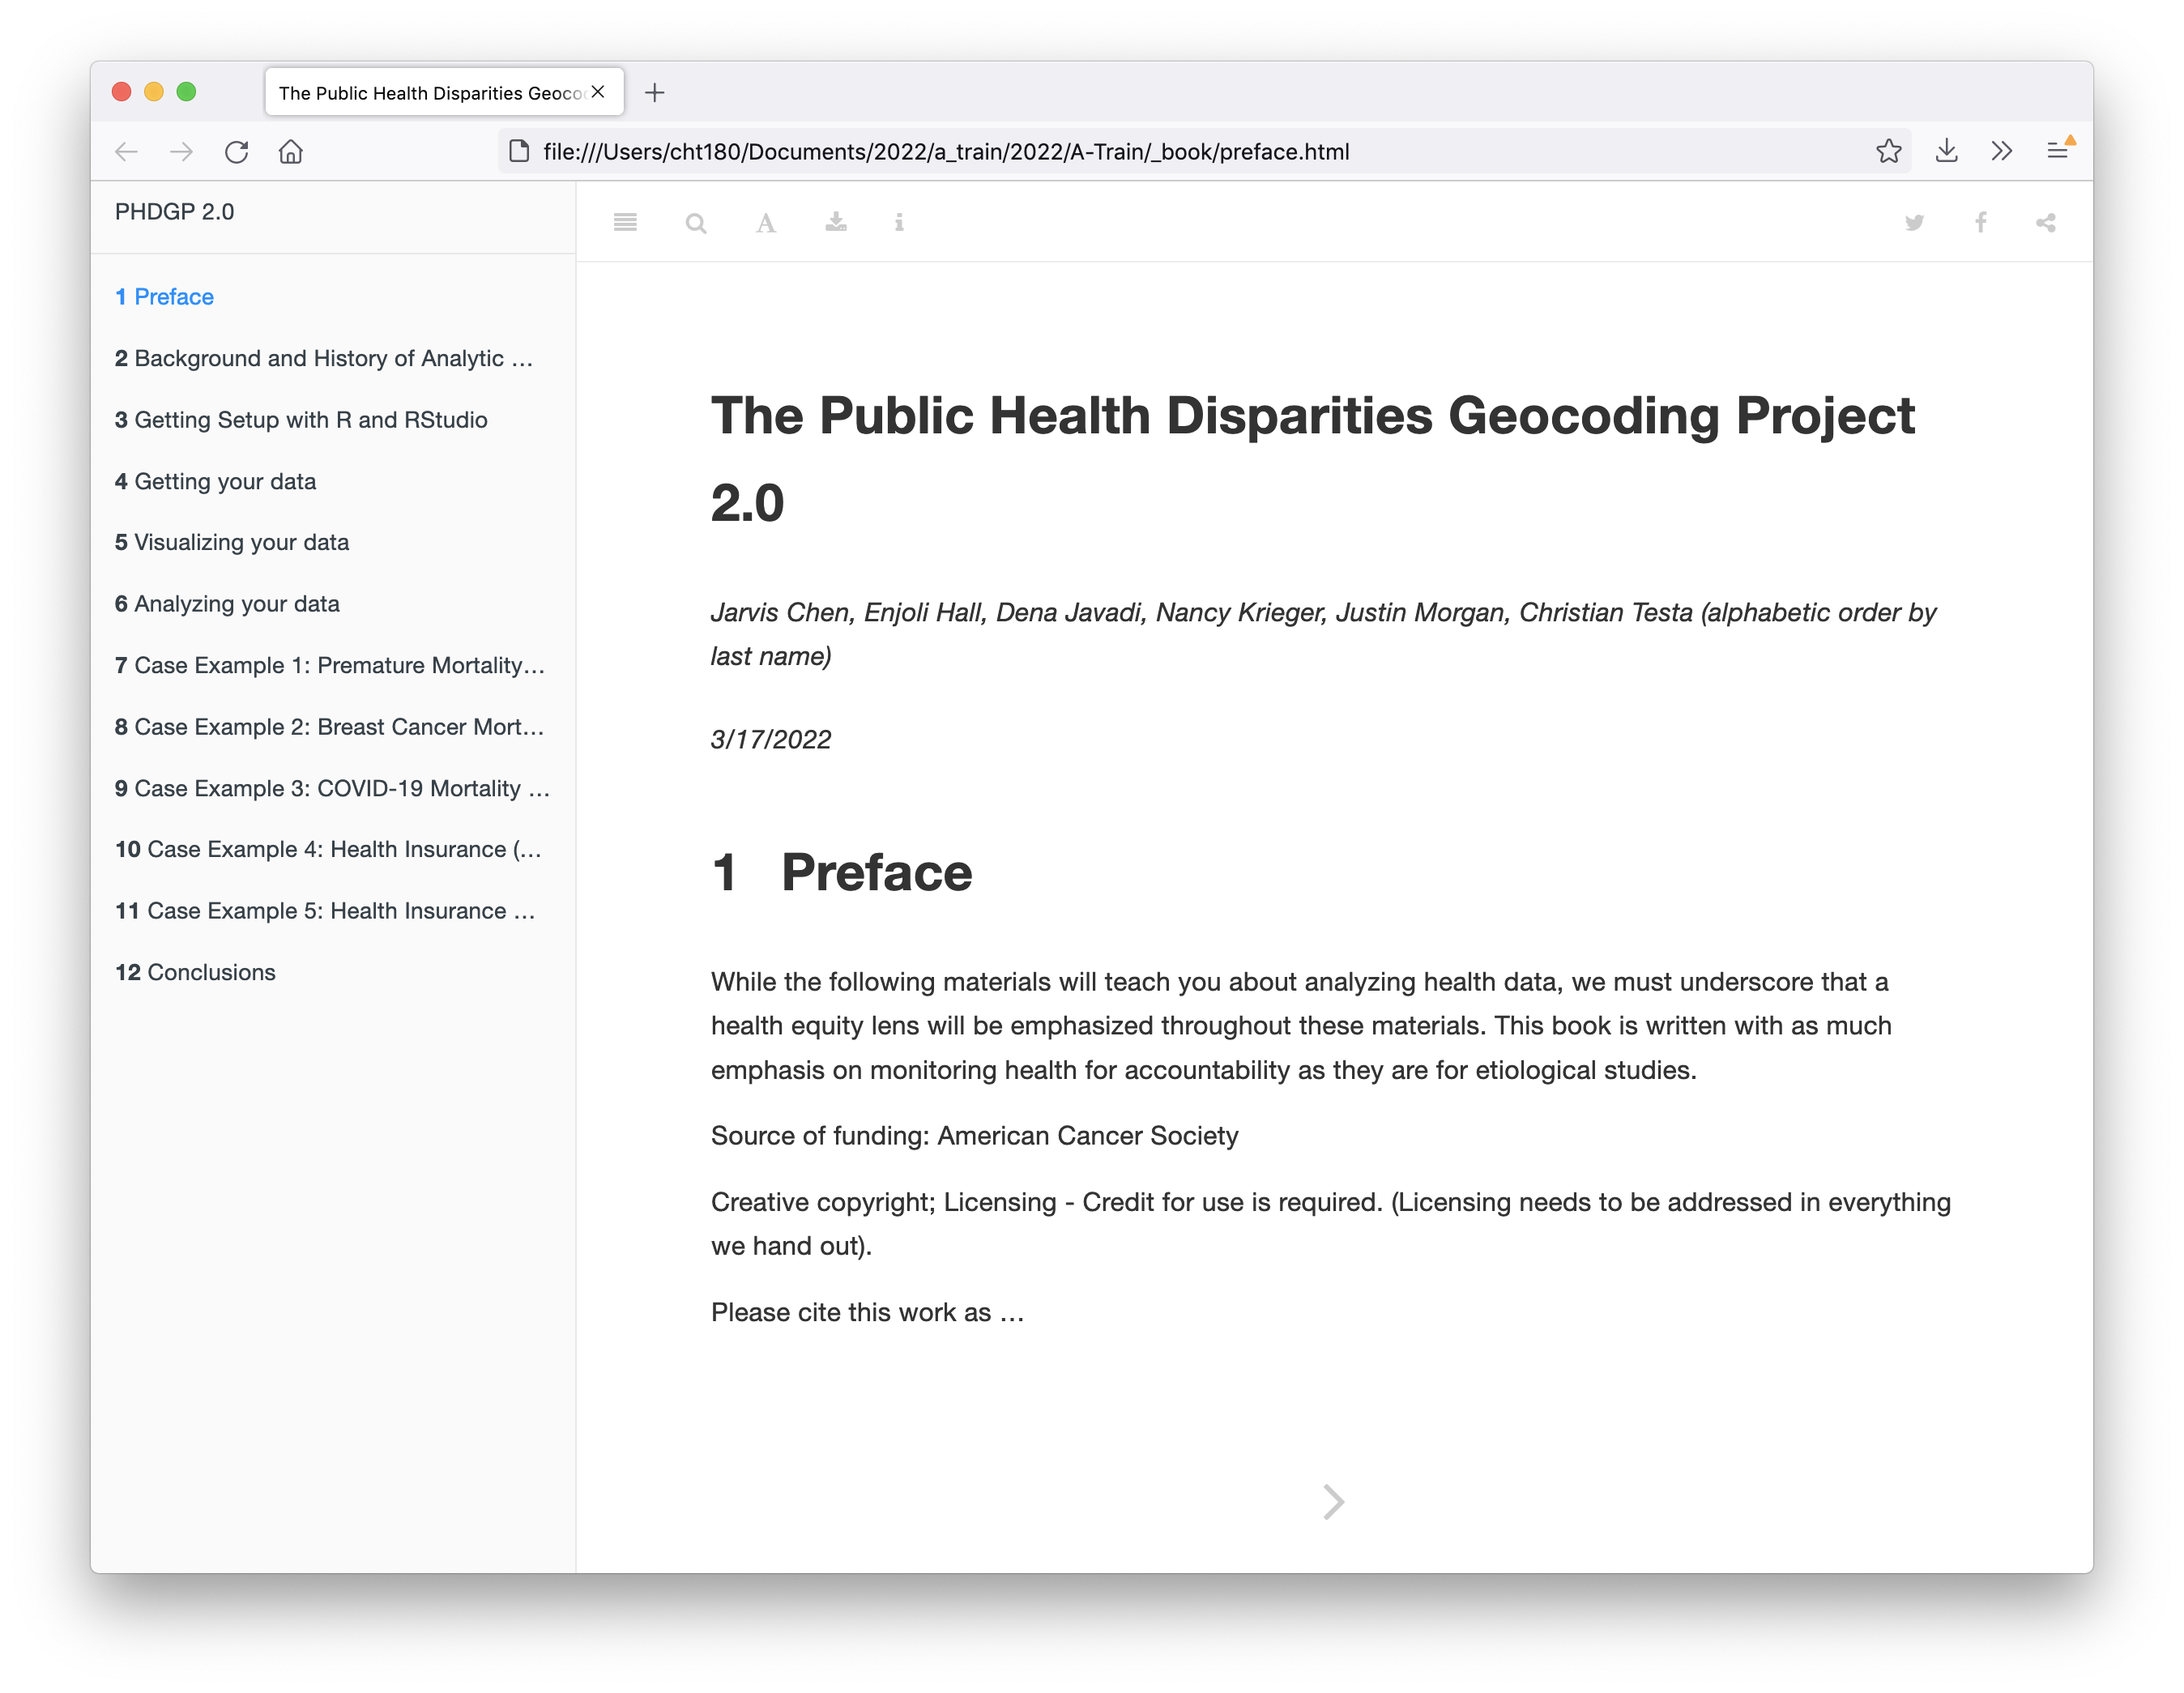 The Public Health Disparities Geoco
file:///Users/cht180/Documents/2022/a_train/2022/A-Train/_book/preface.html
PHDGP 2.0
1 Preface
2 Background and History of Analytic …
3 Getting Setup with R and RStudio
4 Getting your data
5 Visualizing your data
6 Analyzing your data
7 Case Example 1: Premature Mortality…
8 Case Example 2: Breast Cancer Mort…
9 Case Example 3: COVID-19 Mortality …
10 Case Example 4: Health Insurance (…
11 Case Example 5: Health Insurance …
12 Conclusions
The Public Health Disparities Geocoding Project
2.0
Jarvis Chen, Enjoli Hall, Dena Javadi, Nancy Krieger, Justin Morgan, Christian Testa (alphabetic order by
last name)
3/17/2022
1 Preface
While the following materials will teach you about analyzing health data, we must underscore that a
health equity lens will be emphasized throughout these materials. This book is written with as much
emphasis on monitoring health for accountability as they are for etiological studies.
Source of funding: American Cancer Society
Creative copyright; Licensing - Credit for use is required. (Licensing needs to be addressed in everything
we hand out).
Please cite this work as …